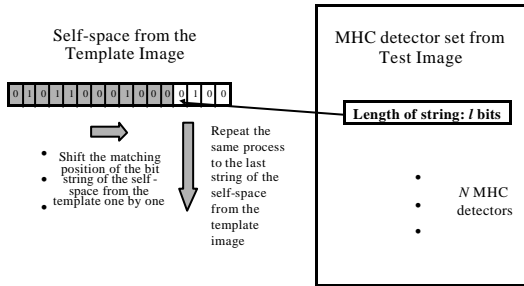 Self-space from the
Template Image
0 1 0 1 1 0 0 0 1 0 0 0 0 1 0 0
• Shift the matching
position of the bit
• string of the self-
space from the
• template one by one
Repeat the
same process
to the last
string of the
self-space
from the
template
image
MHC detector set from
Test Image
Length of string: l bits
•
•
•
N MHC
detectors